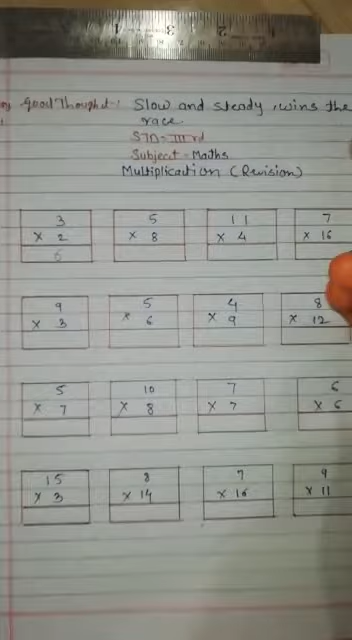 Good Thought: Slow and steady, wins the
race.
STD = IIIrd
Subject = Maths
Multiplication (Revision)
3 5 11 7
× 2 × 8 × 4 × 16
6
9 5 4 8
× 3 × 6 × 9 × 12
5 10 7 6
× 7 × 8 × 7 × 6
15 8 7 9
× 3 × 14 × 16 × 11